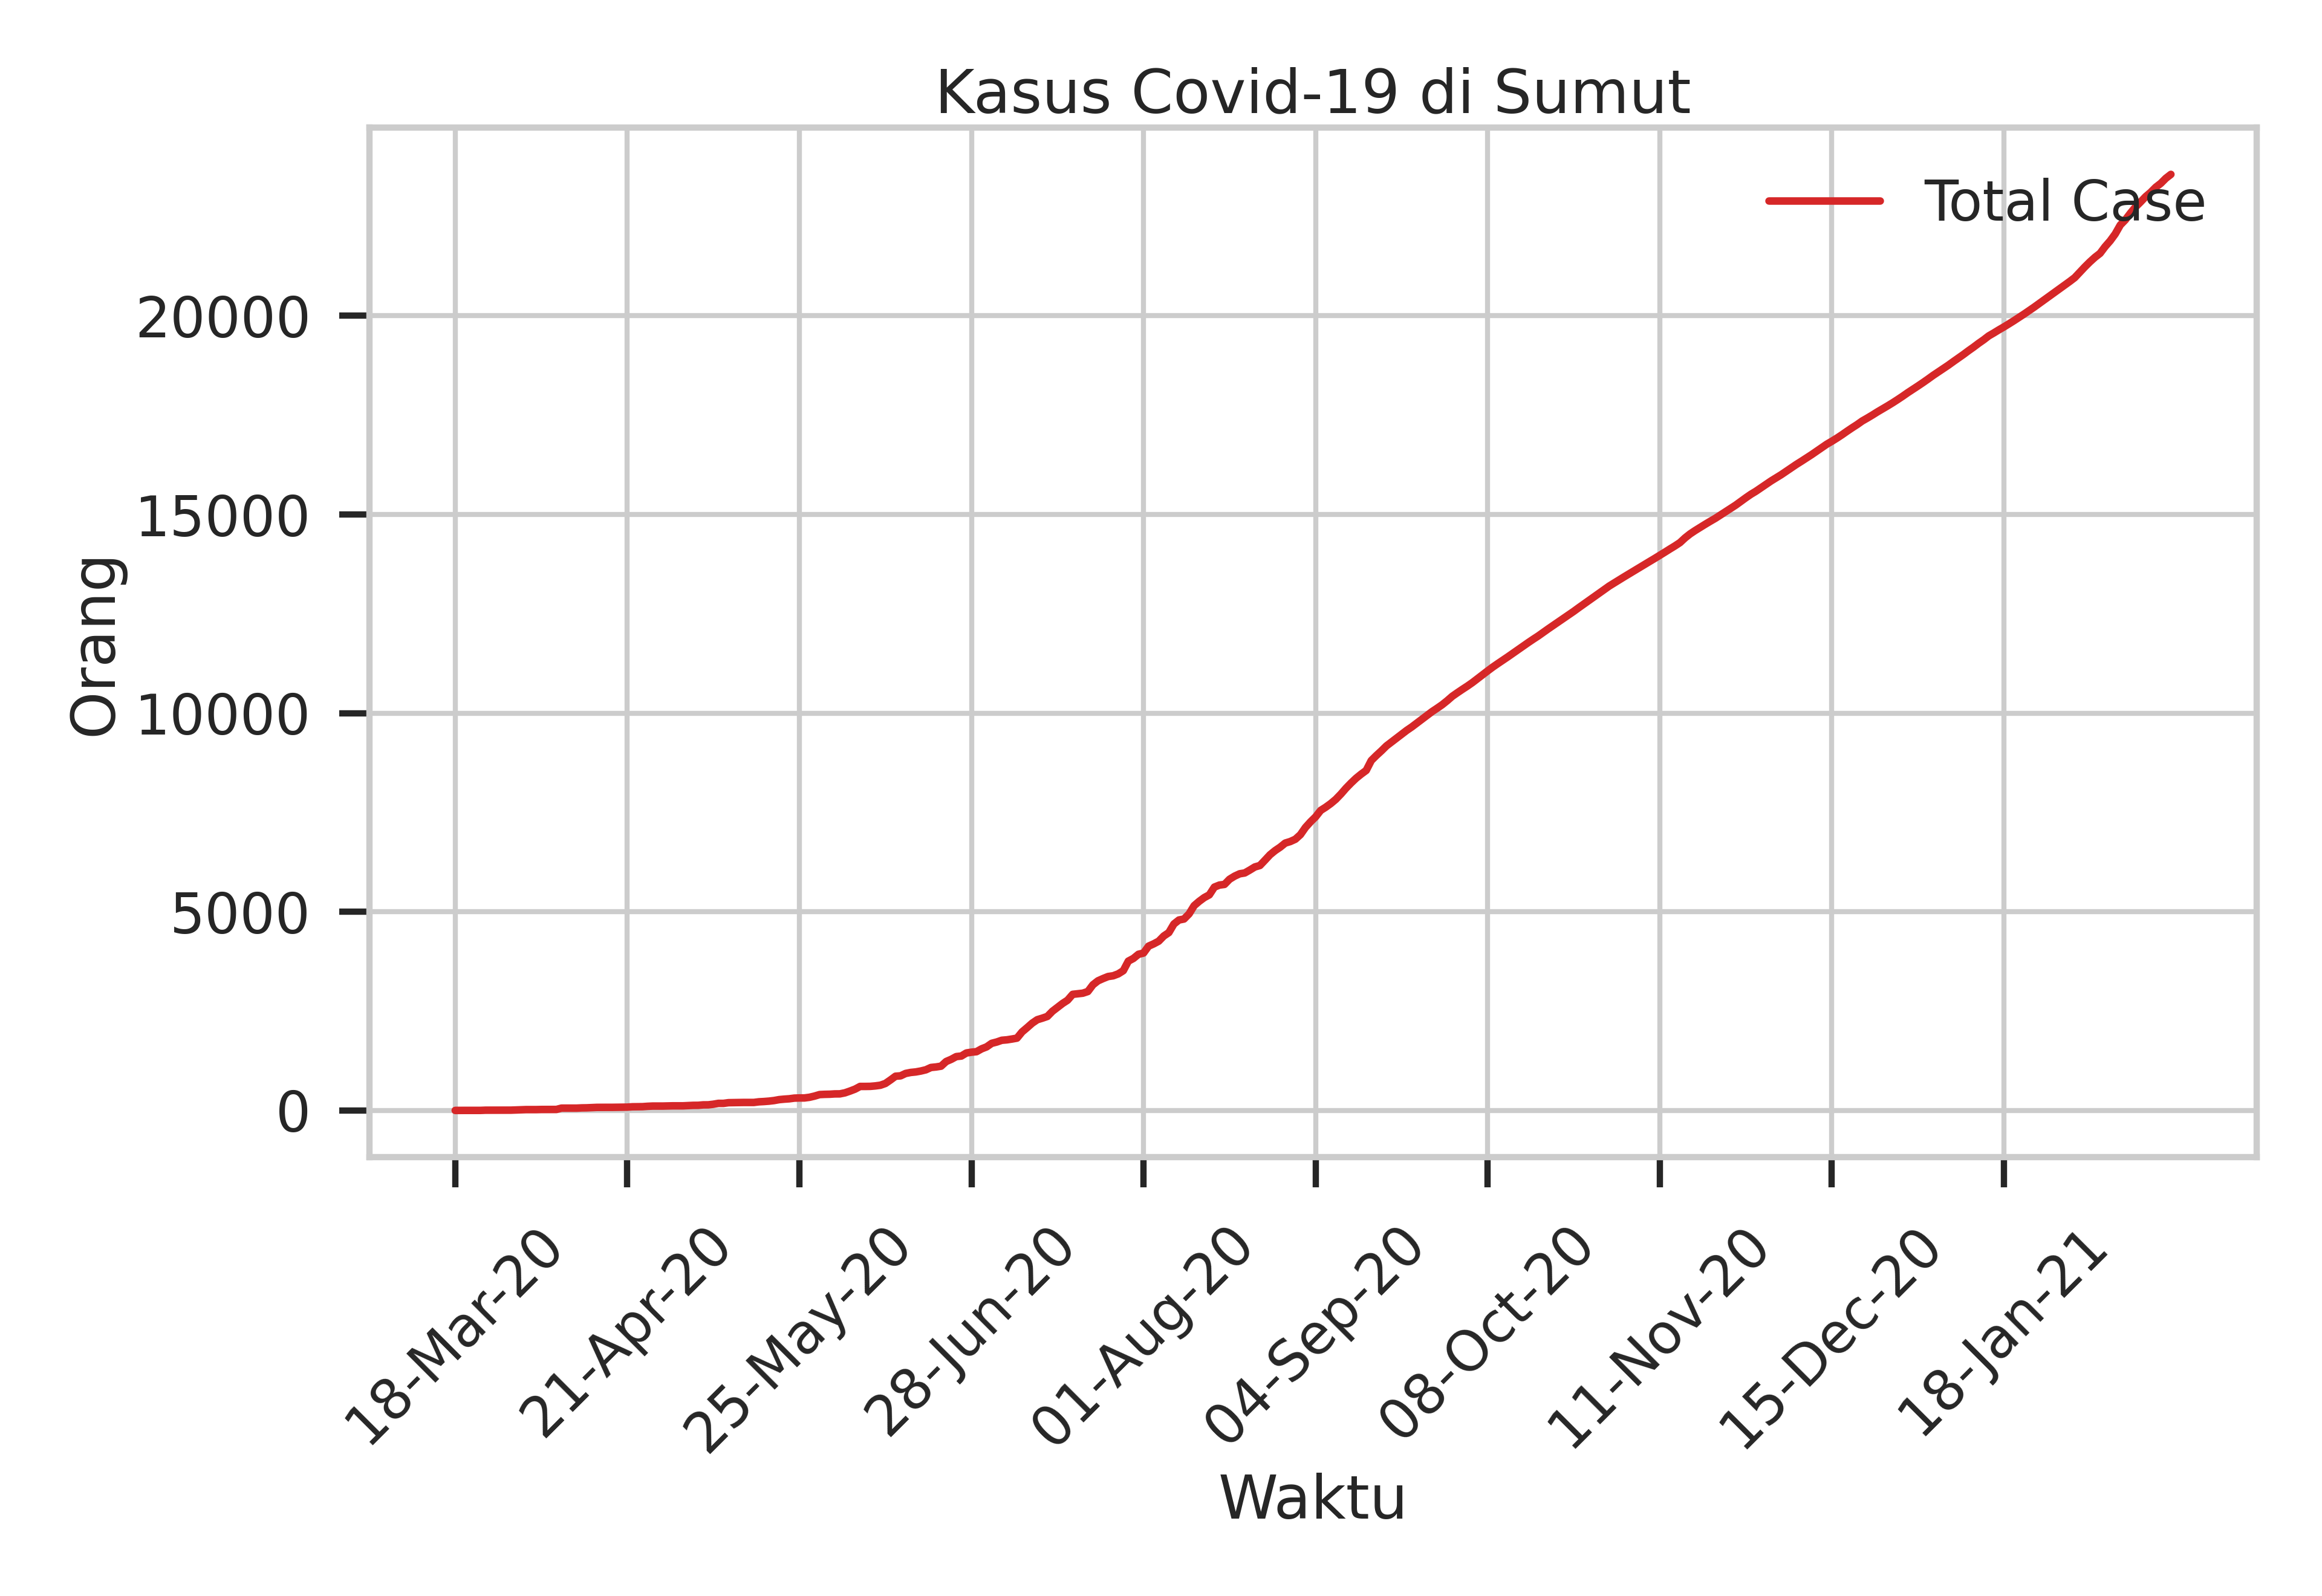 Kasus Covid-19 di Sumut
Total Case
Orang
20000
15000
10000
5000
0
18-Mar-20
21-Apr-20
25-May-20
28-Jun-20
01-Aug-20
04-Sep-20
08-Oct-20
11-Nov-20
15-Dec-20
18-Jan-21
Waktu